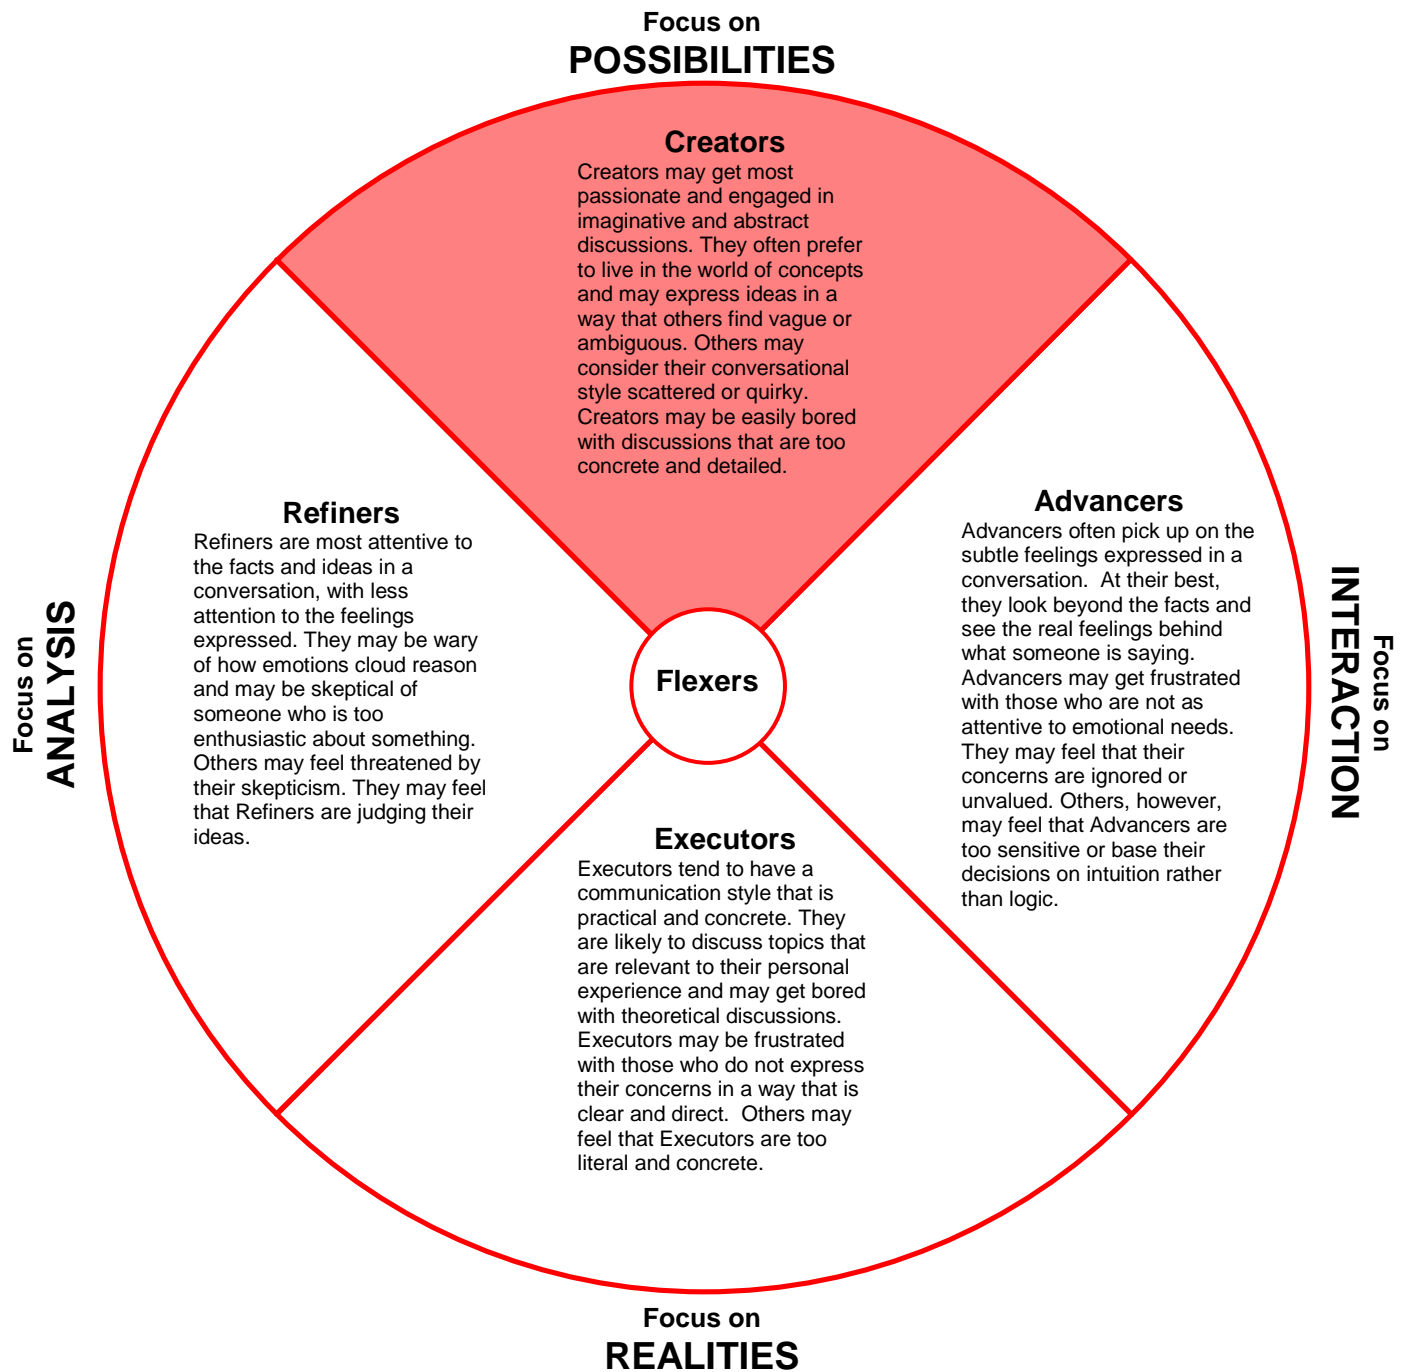 Focus on
POSSIBILITIES
Creators
Creators may get most
passionate and engaged in
imaginative and abstract
discussions. They often prefer
to live in the world of concepts
and may express ideas in a
way that others find vague or
ambiguous. Others may
consider their conversational
style scattered or quirky.
Creators may be easily bored
with discussions that are too
concrete and detailed.
Focus on
ANALYSIS
Refiners
Refiners are most attentive to
the facts and ideas in a
conversation, with less
attention to the feelings
expressed. They may be wary
of how emotions cloud reason
and may be skeptical of
someone who is too
enthusiastic about something.
Others may feel threatened by
their skepticism. They may feel
that Refiners are judging their
ideas.
Flexers
Advancers
Advancers often pick up on the
subtle feelings expressed in a
conversation.  At their best,
they look beyond the facts and
see the real feelings behind
what someone is saying.
Advancers may get frustrated
with those who are not as
attentive to emotional needs.
They may feel that their
concerns are ignored or
unvalued. Others, however,
may feel that Advancers are
too sensitive or base their
decisions on intuition rather
than logic.
Focus on
INTERACTION
Executors
Executors tend to have a
communication style that is
practical and concrete. They
are likely to discuss topics that
are relevant to their personal
experience and may get bored
with theoretical discussions.
Executors may be frustrated
with those who do not express
their concerns in a way that is
clear and direct.  Others may
feel that Executors are too
literal and concrete.
Focus on
REALITIES